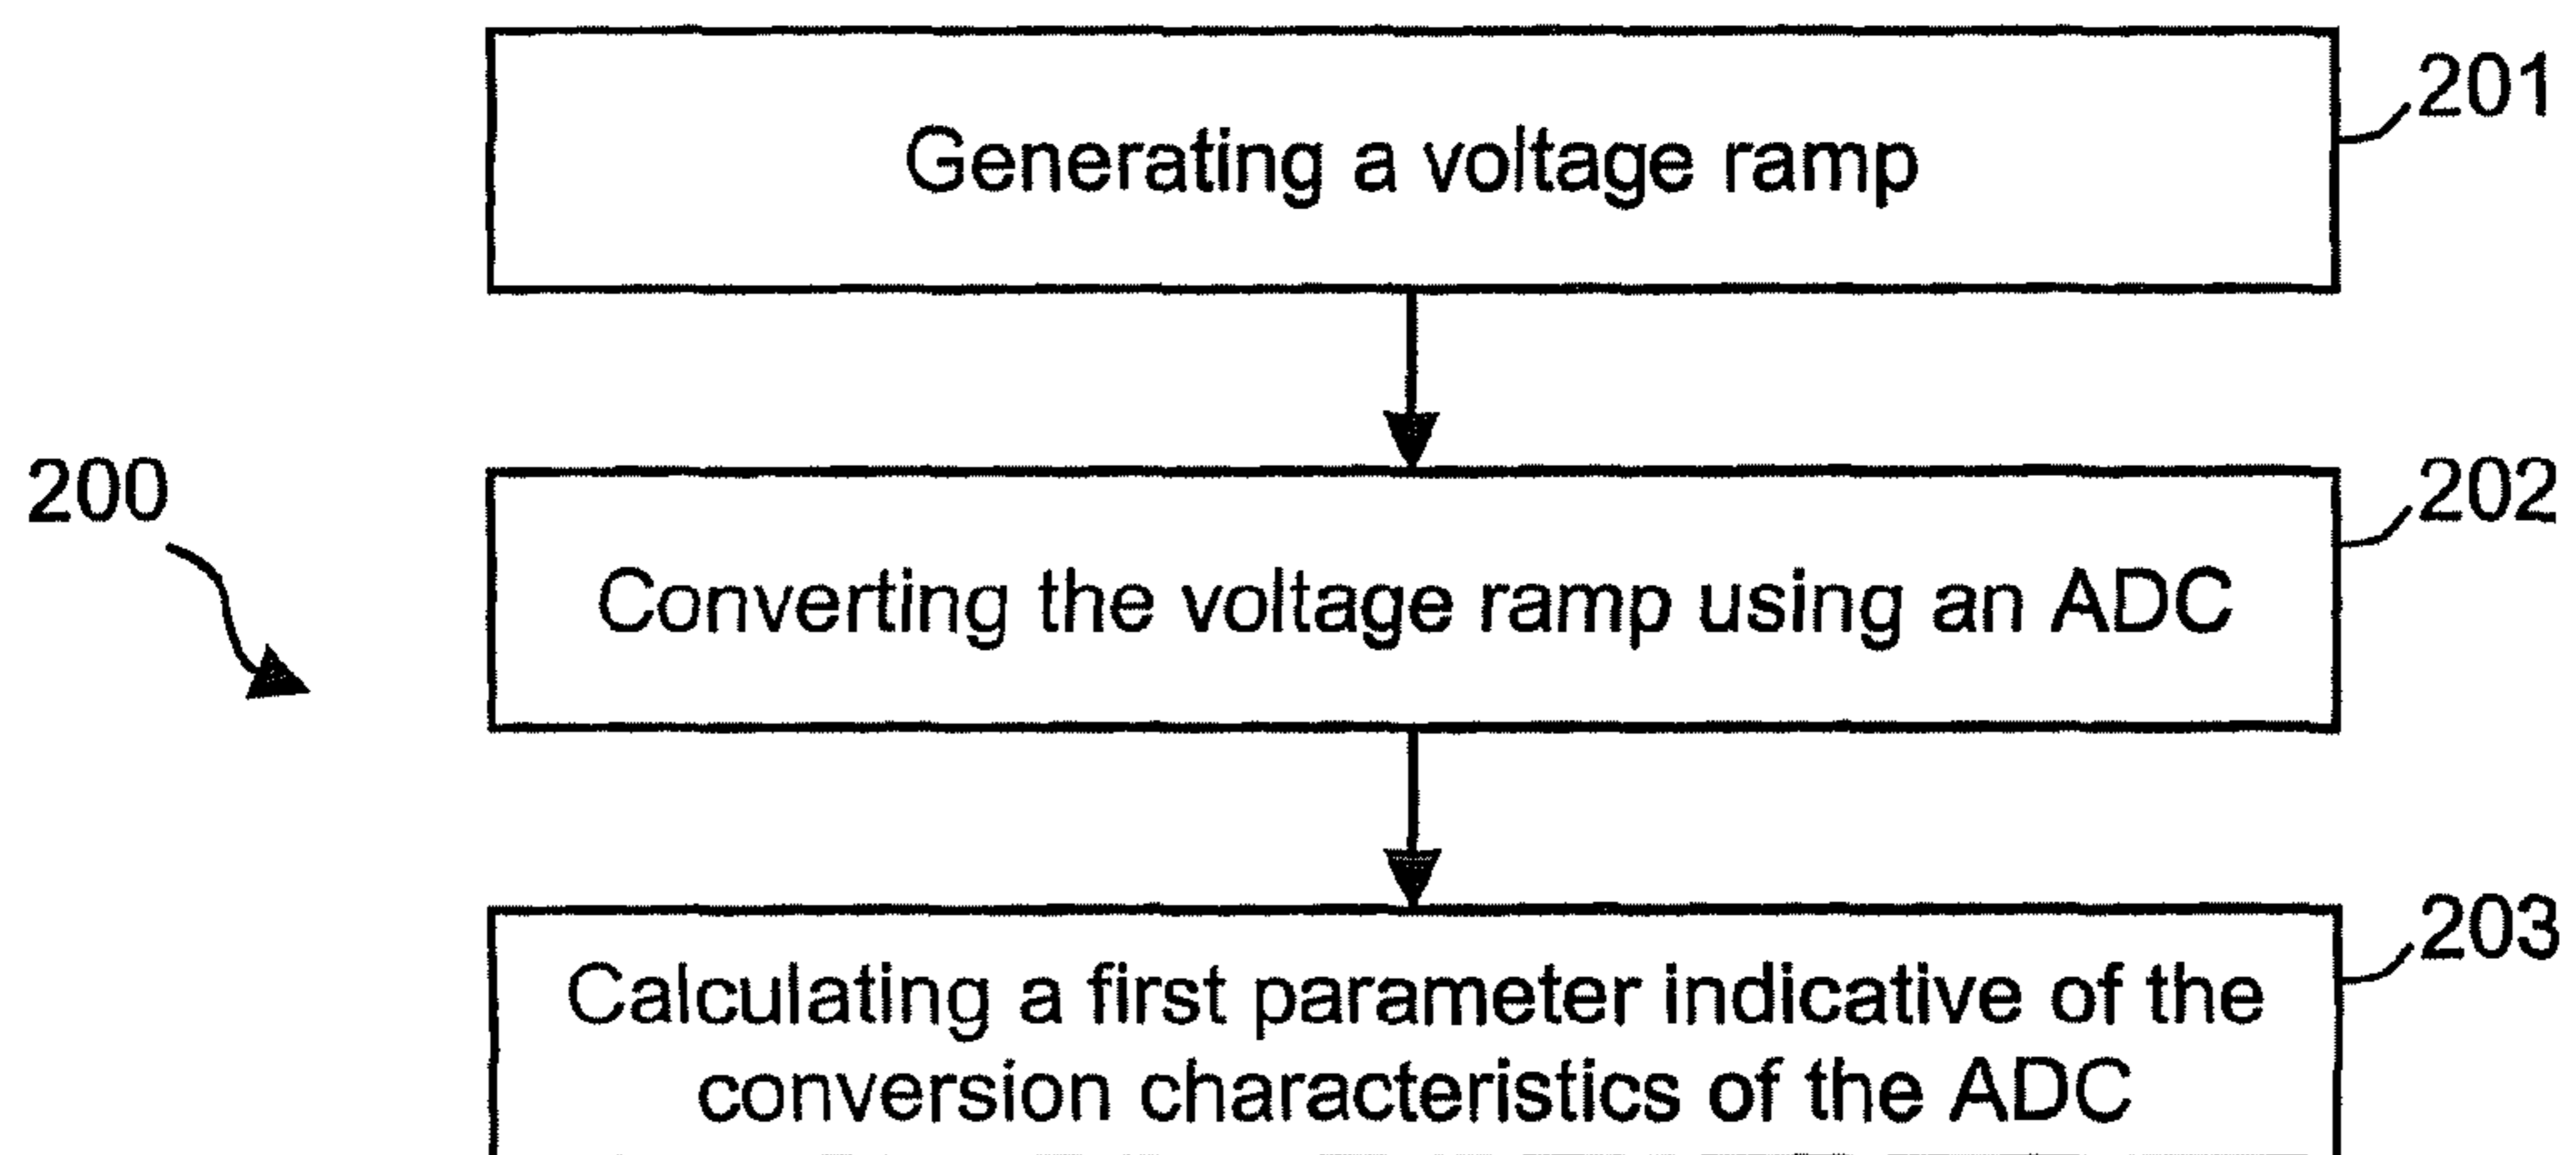 201
Generating a voltage ramp
200
202
Converting the voltage ramp using an ADC
203
Calculating a first parameter indicative of the
conversion characteristics of the ADC